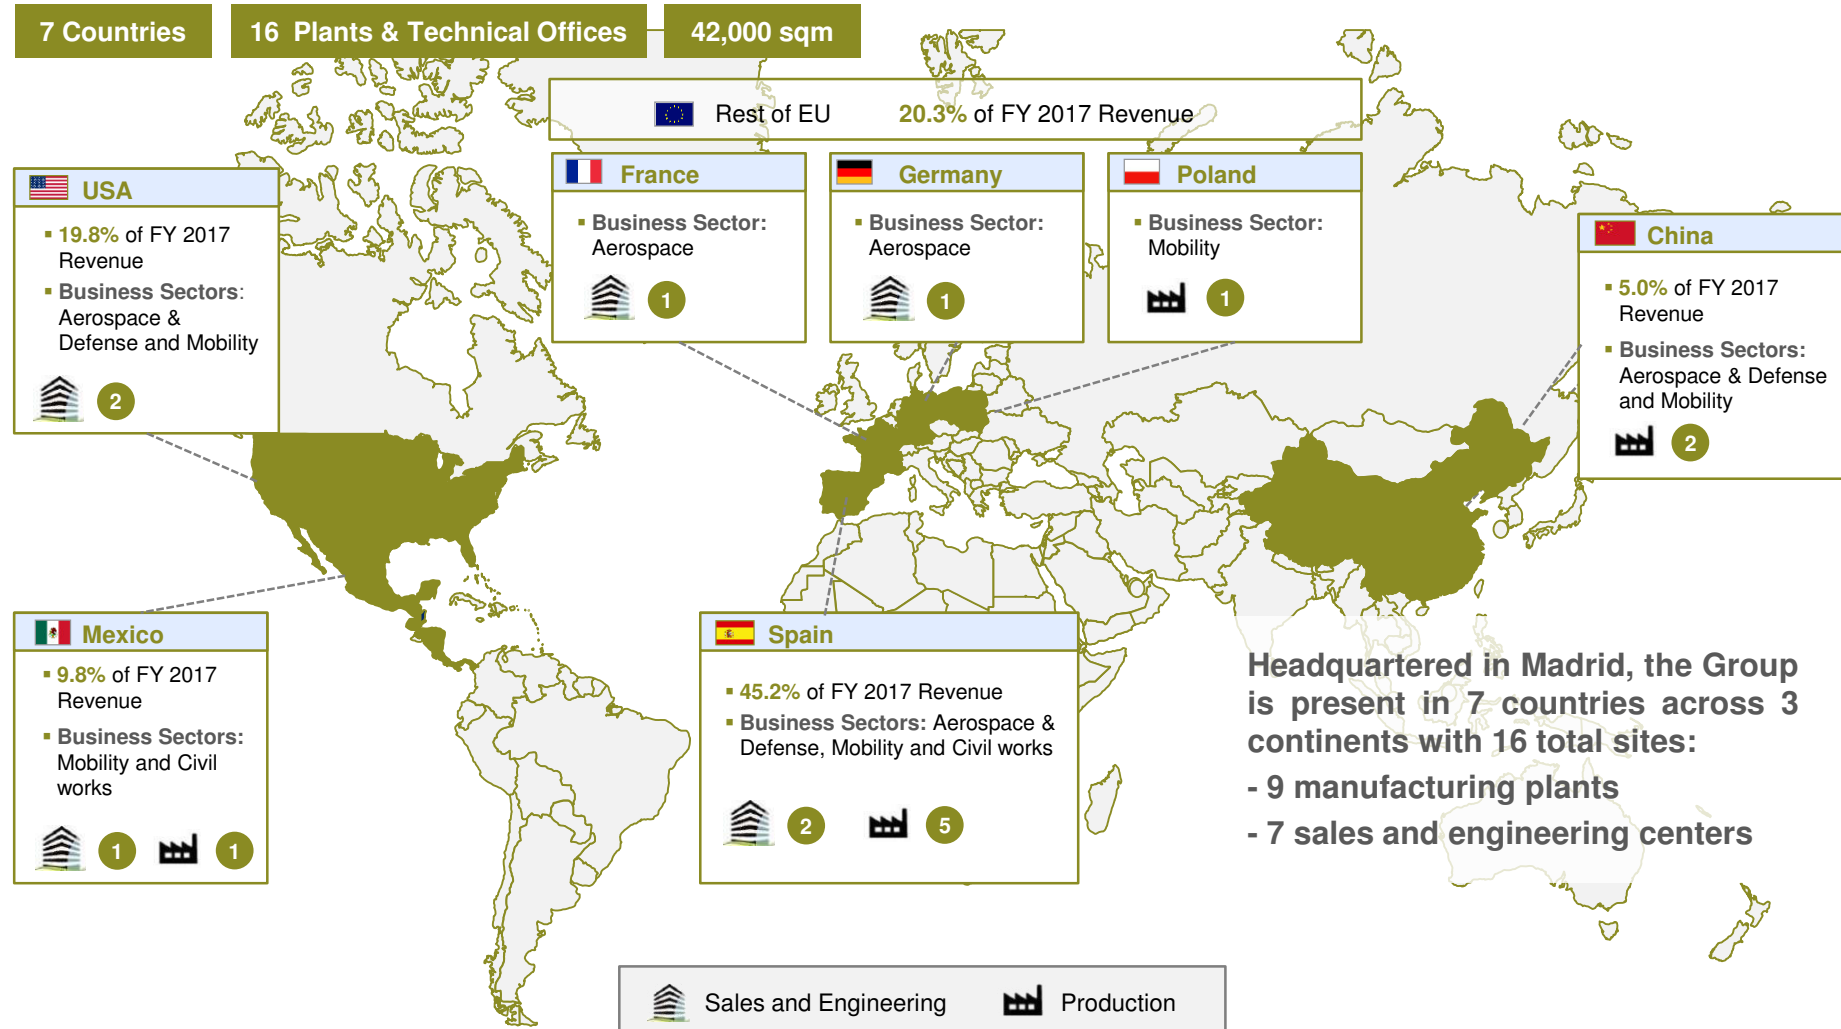 7 Countries
16 Plants & Technical Offices
42,000 sqm
Rest of EU 20.3% of FY 2017 Revenue
USA
▪ 19.8% of FY 2017
Revenue
▪ Business Sectors:
Aerospace &
Defense and Mobility
2
France
▪ Business Sector:
Aerospace
1
Germany
▪ Business Sector:
Aerospace
1
Poland
▪ Business Sector:
Mobility
1
China
▪ 5.0% of FY 2017
Revenue
▪ Business Sectors:
Aerospace & Defense
and Mobility
2
Mexico
▪ 9.8% of FY 2017
Revenue
▪ Business Sectors:
Mobility and Civil
works
1 1
Spain
▪ 45.2% of FY 2017 Revenue
▪ Business Sectors: Aerospace &
Defense, Mobility and Civil works
2 5
Headquartered in Madrid, the Group
is present in 7 countries across 3
continents with 16 total sites:
- 9 manufacturing plants
- 7 sales and engineering centers
Sales and Engineering Production